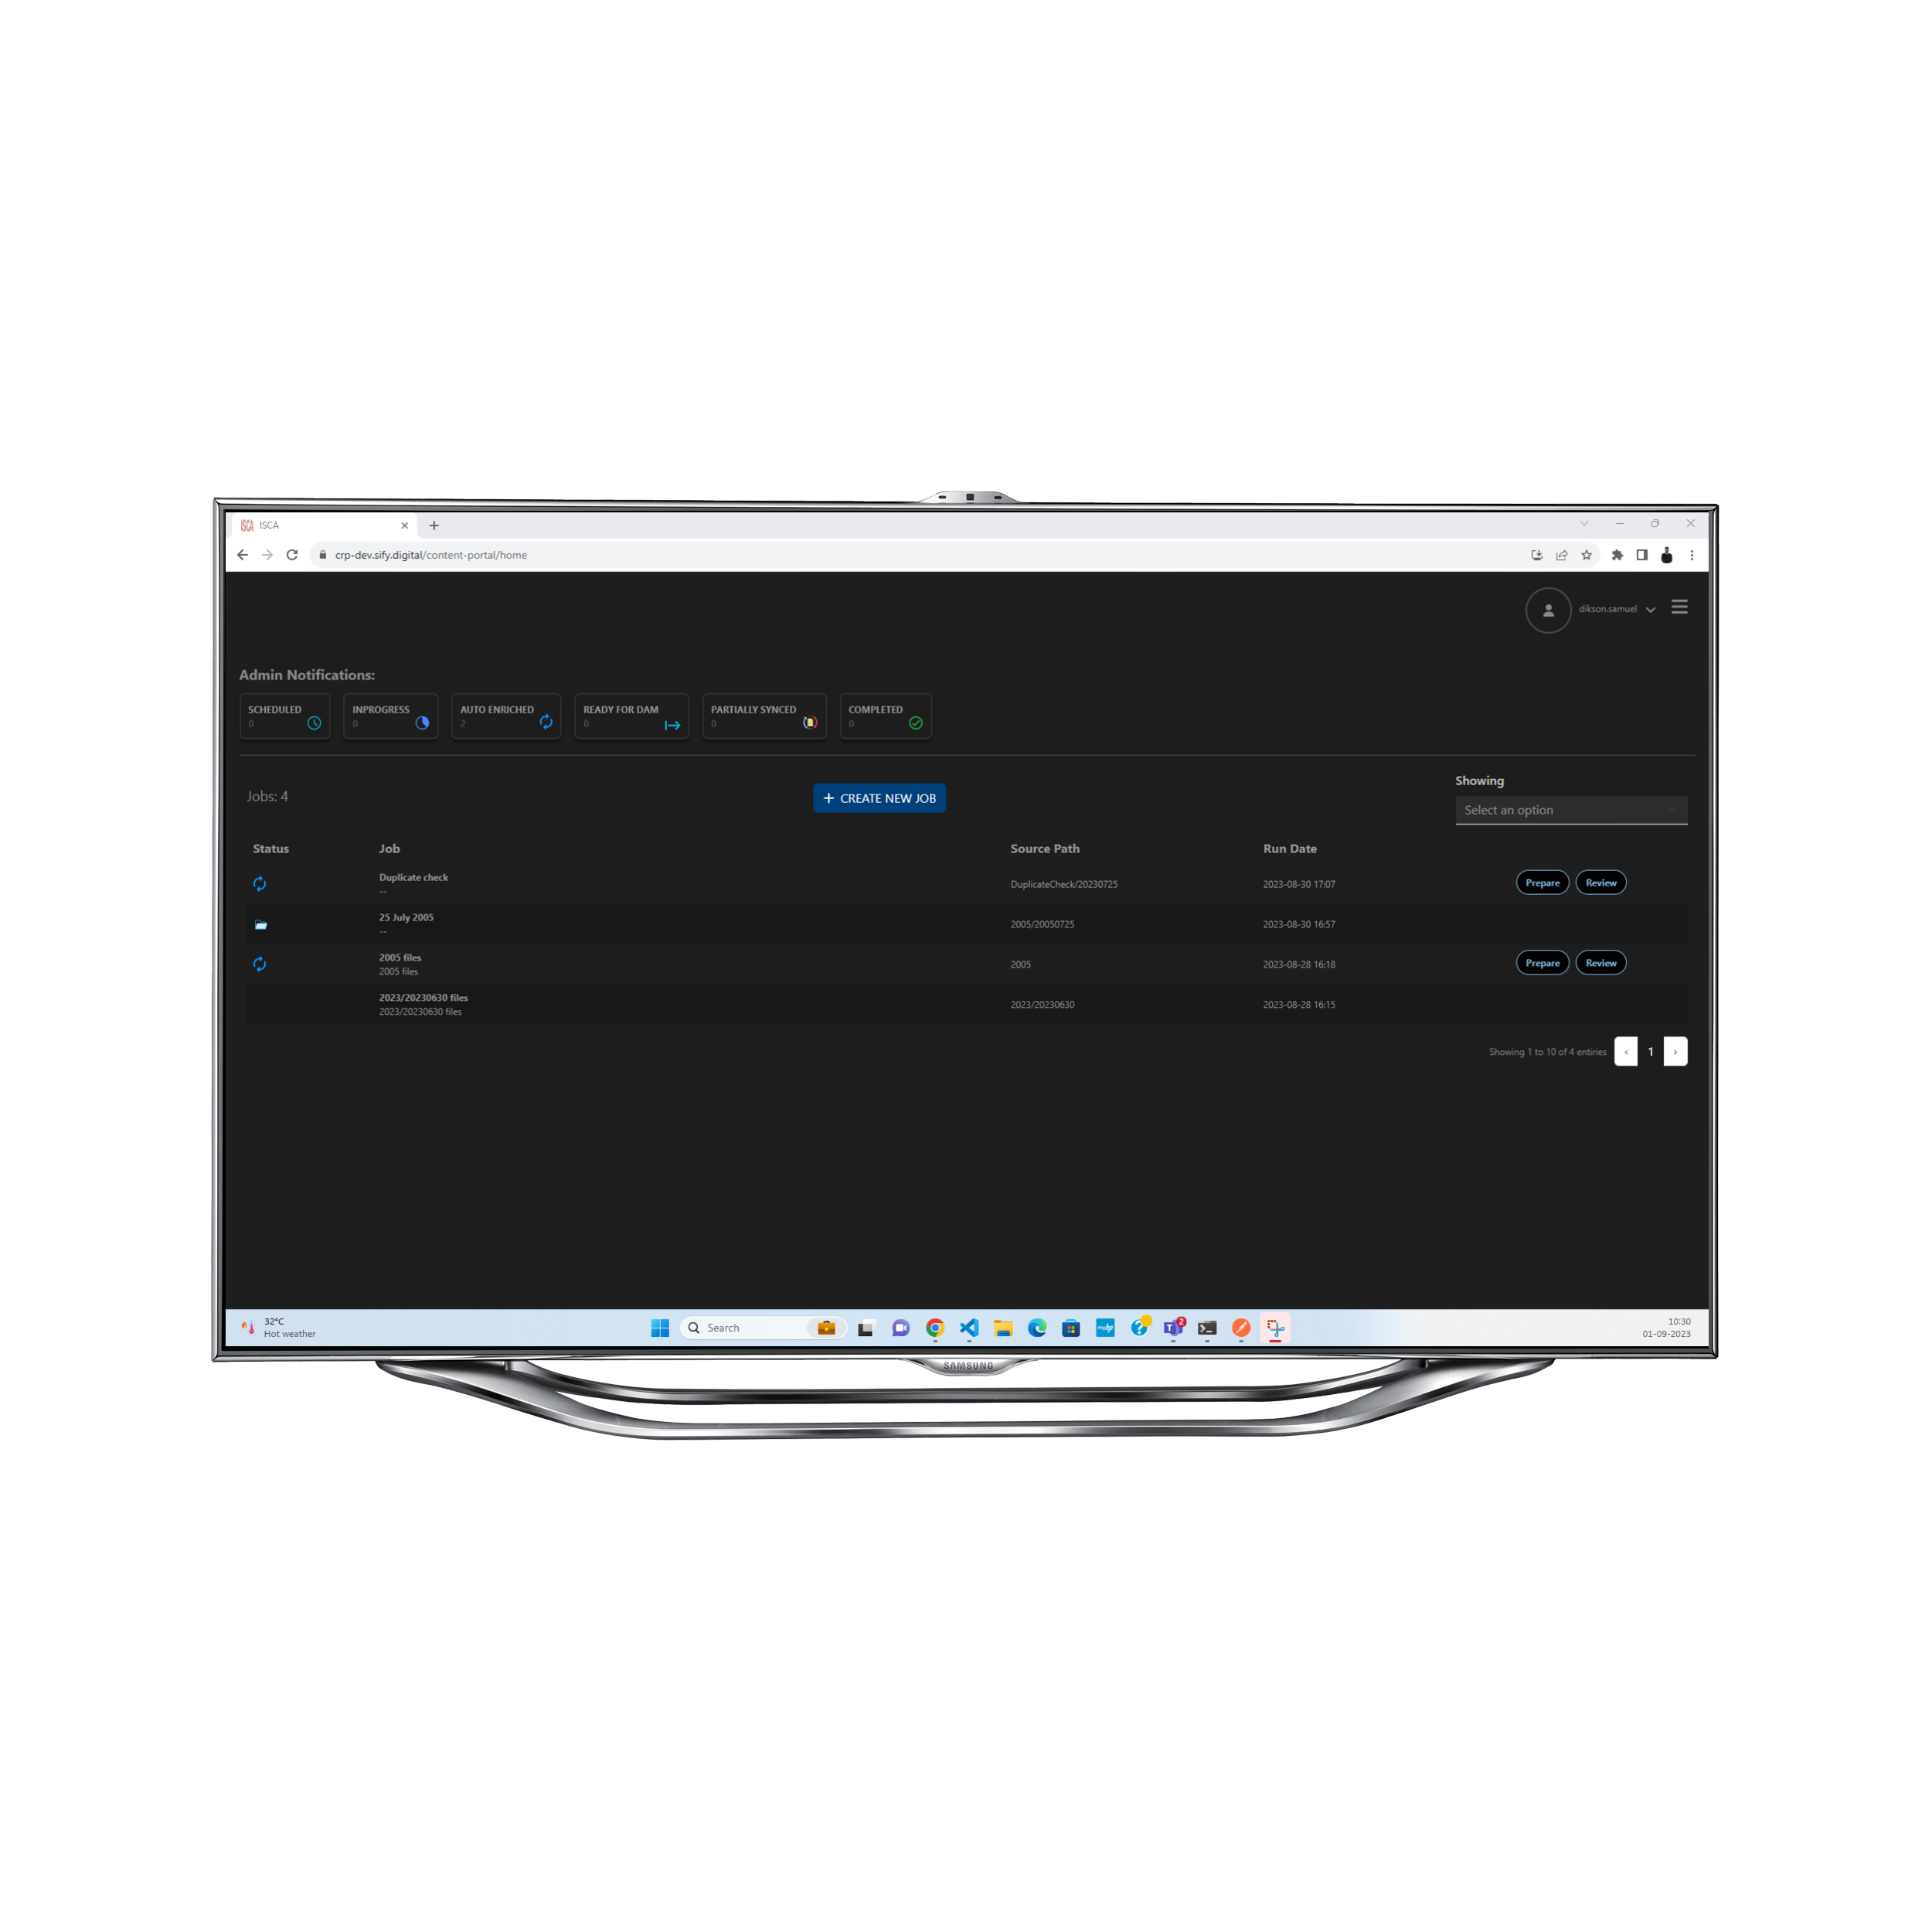 ISCA ISCA
crp-dev.sify.digital/content-portal/home
dikson.samuel
Admin Notifications:
SCHEDULED
0
INPROGRESS
0
AUTO ENRICHED
2
READY FOR DAM
0
PARTIALLY SYNCED
0
COMPLETED
0
Jobs: 4
+ CREATE NEW JOB
Showing
Select an option
Status Job Source Path Run Date
Duplicate check
--
DuplicateCheck/20230725 2023-08-30 17:07 Prepare Review
25 July 2005
--
2005/20050725 2023-08-30 16:57
2005 files
2005 files
2005 2023-08-28 16:18 Prepare Review
2023/20230630 files
2023/20230630 files
2023/20230630 2023-08-28 16:15
Showing 1 to 10 of 4 entiries ‹ 1 ›
32°C
Hot weather
Search
mdp
2
10:30
01-09-2023
SAMSUNG